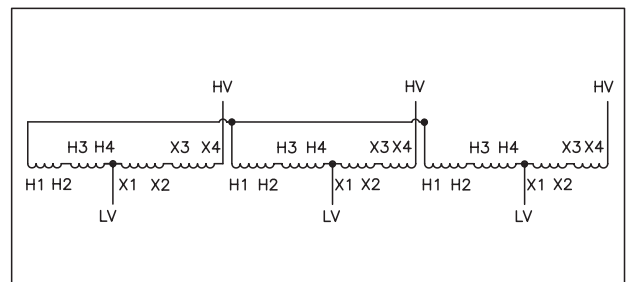 HV HV HV
H3 H4 X3 X4 H3 H4 X3 X4 H3 H4 X3 X4
H1 H2 X1 X2 H1 H2 X1 X2 H1 H2 X1 X2
LV LV LV